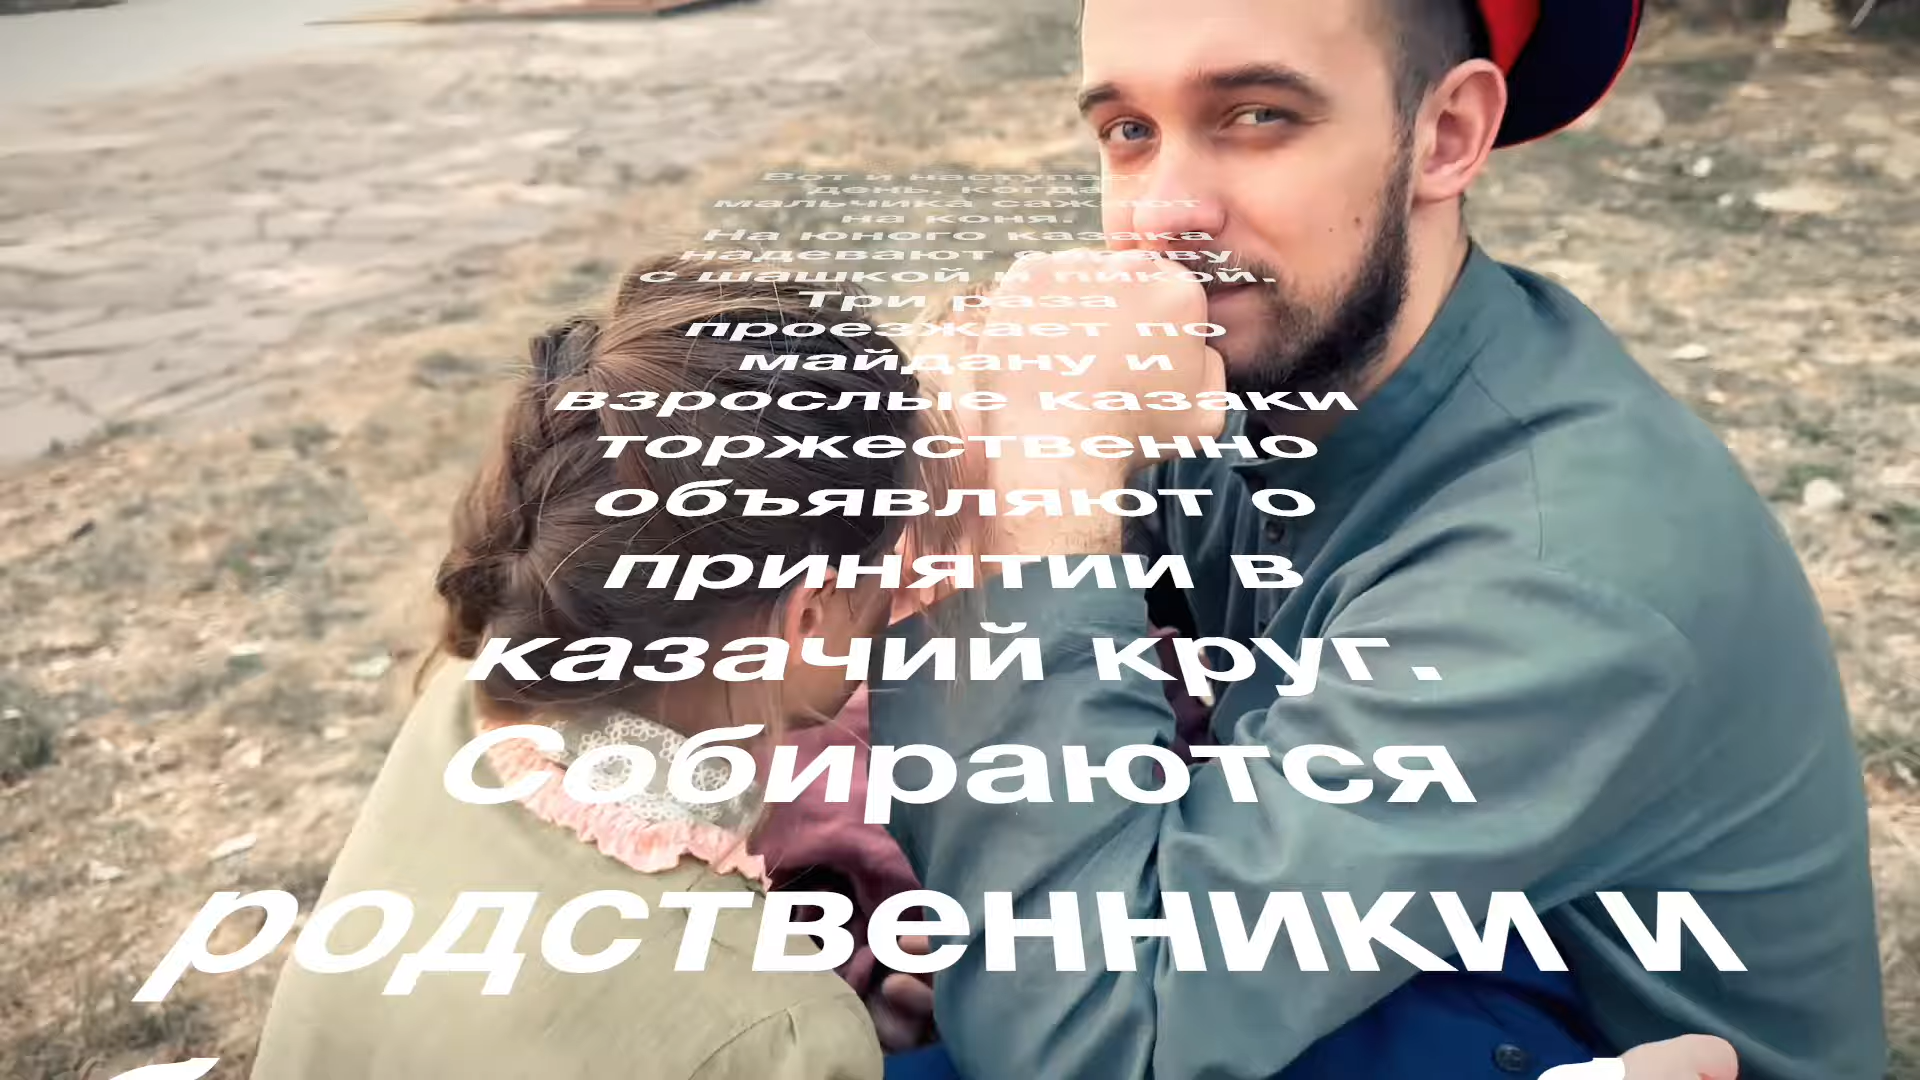 Вот и наступает
день, когда
мальчика сажают
на коня.
На юного казака
надевают справу
с шашкой и пикой.
Три раза
проезжает по
майдану и
взрослые казаки
торжественно
объявляют о
принятии в
казачий круг.
Собираются
родственники и